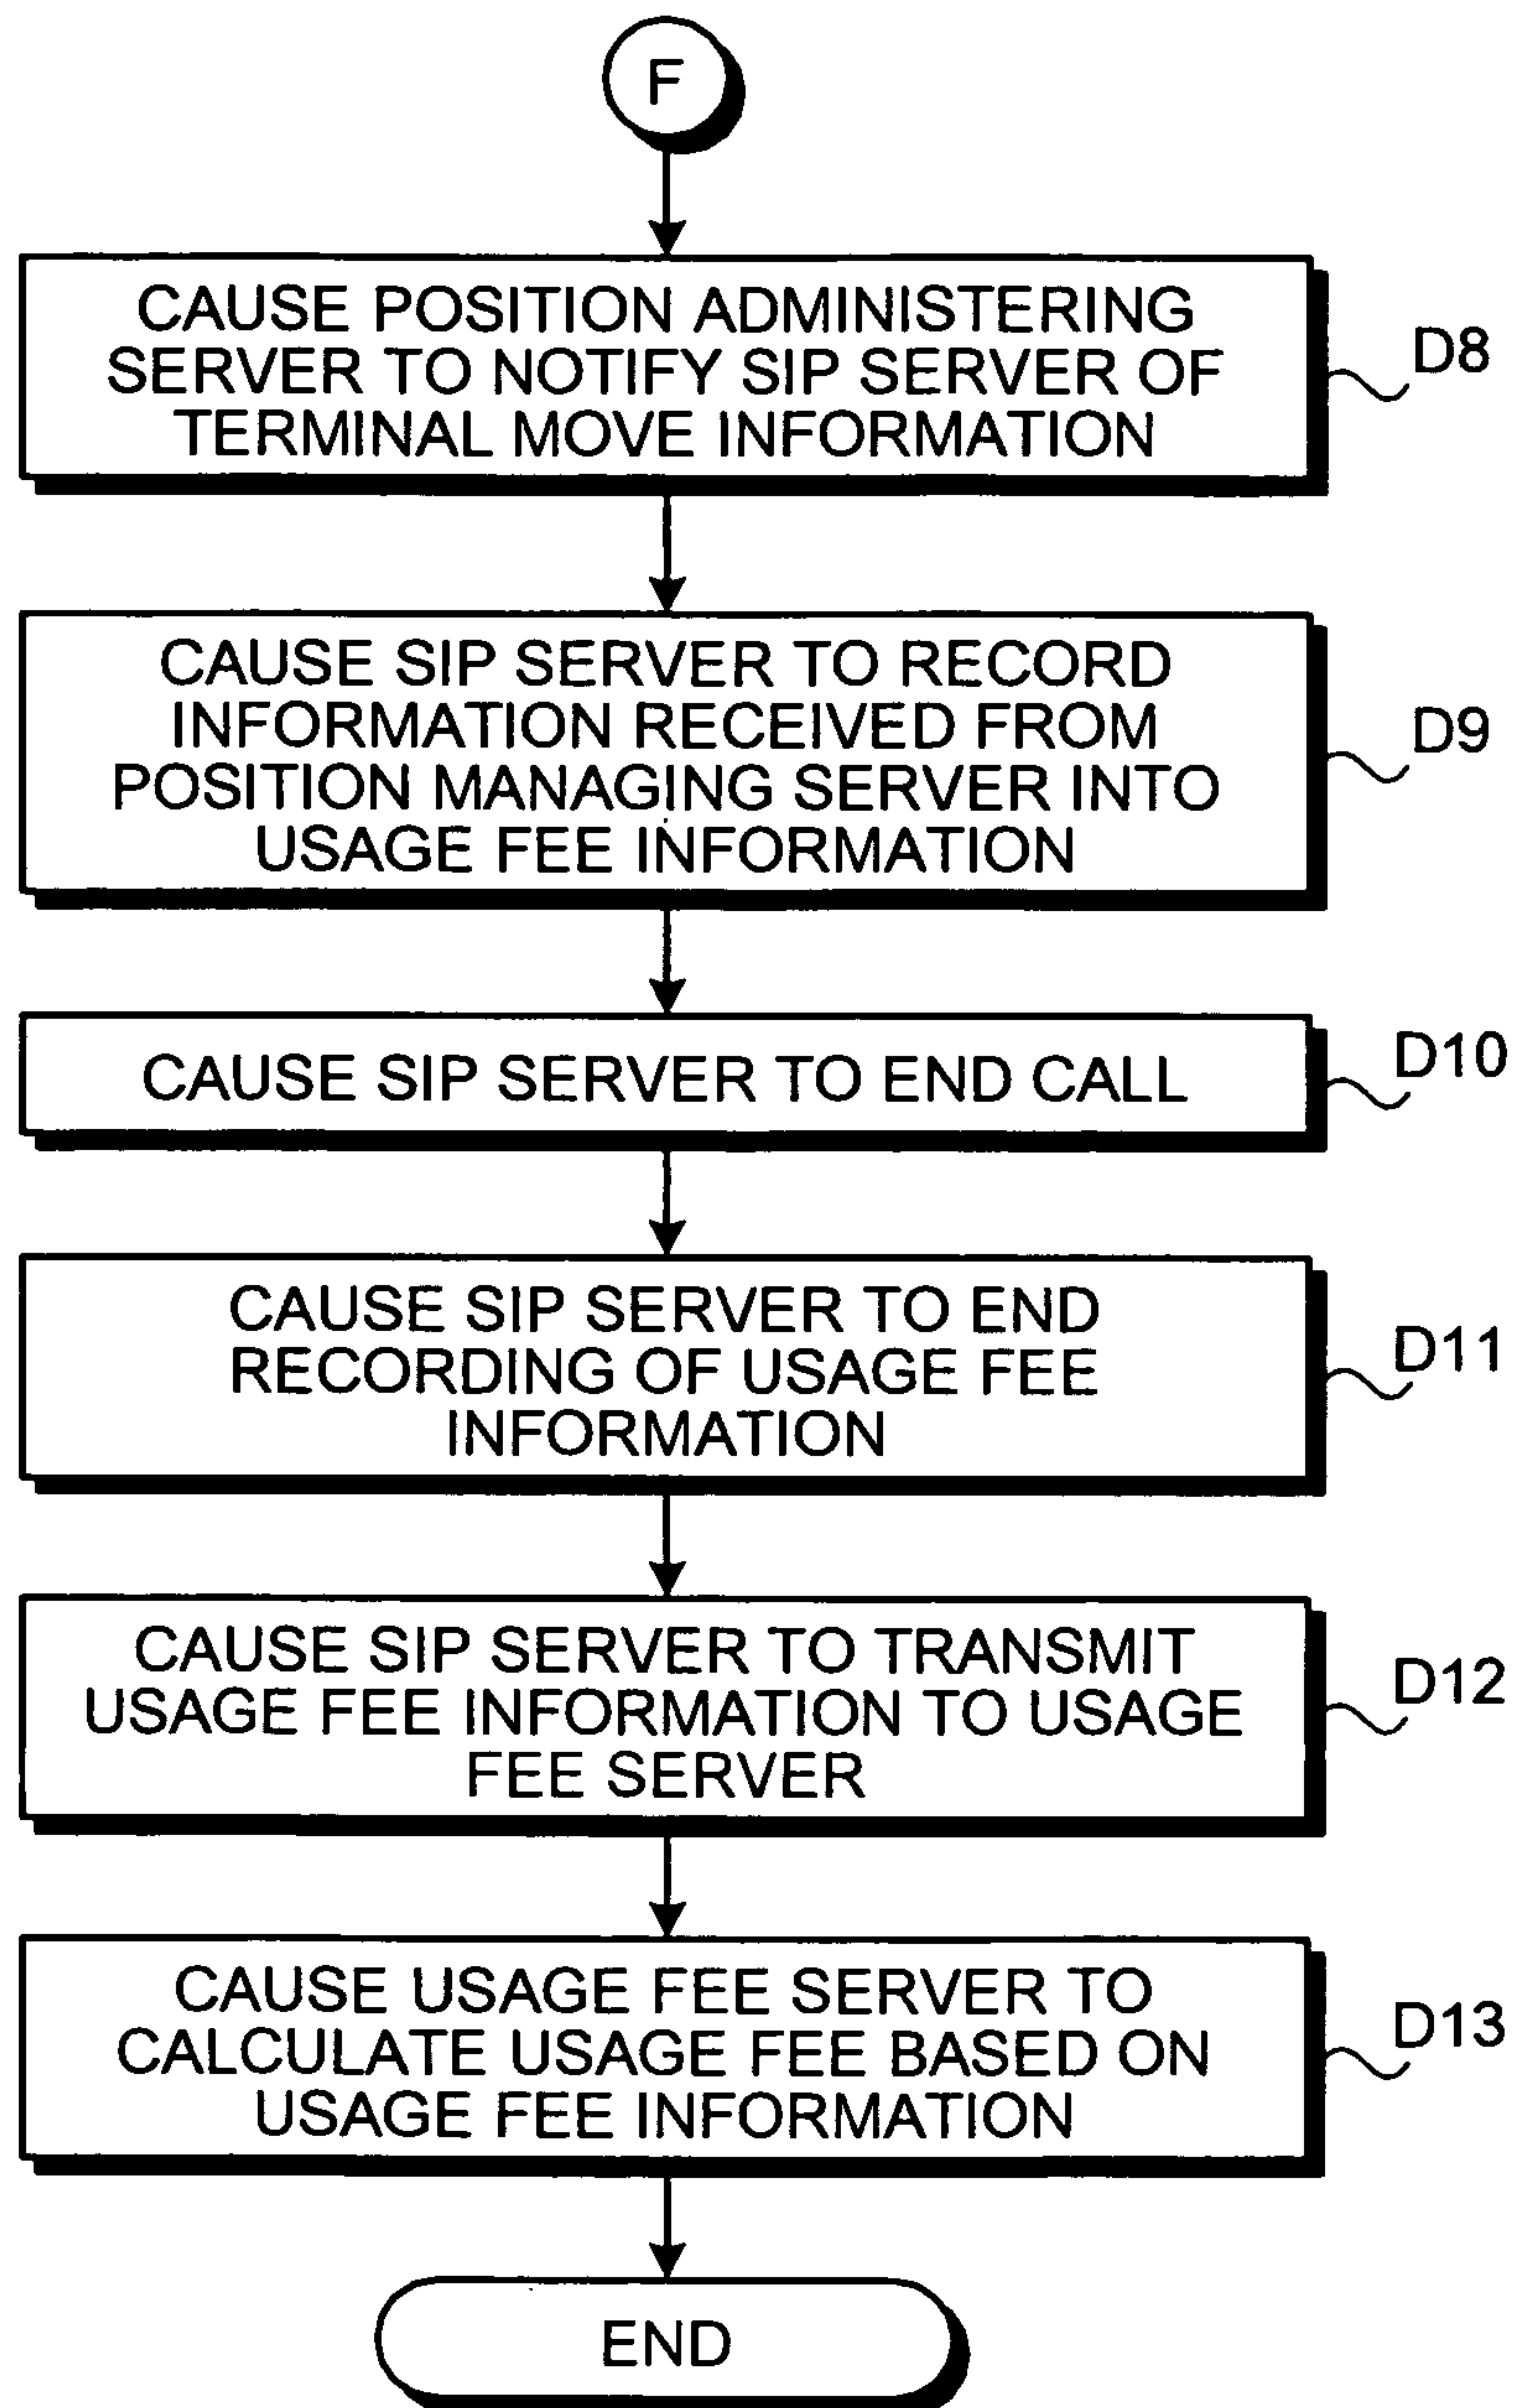 F
CAUSE POSITION ADMINISTERING
SERVER TO NOTIFY SIP SERVER OF
TERMINAL MOVE INFORMATION
D8
CAUSE SIP SERVER TO RECORD
INFORMATION RECEIVED FROM
POSITION MANAGING SERVER INTO
USAGE FEE INFORMATION
D9
CAUSE SIP SERVER TO END CALL
D10
CAUSE SIP SERVER TO END
RECORDING OF USAGE FEE
INFORMATION
D11
CAUSE SIP SERVER TO TRANSMIT
USAGE FEE INFORMATION TO USAGE
FEE SERVER
D12
CAUSE USAGE FEE SERVER TO
CALCULATE USAGE FEE BASED ON
USAGE FEE INFORMATION
D13
END